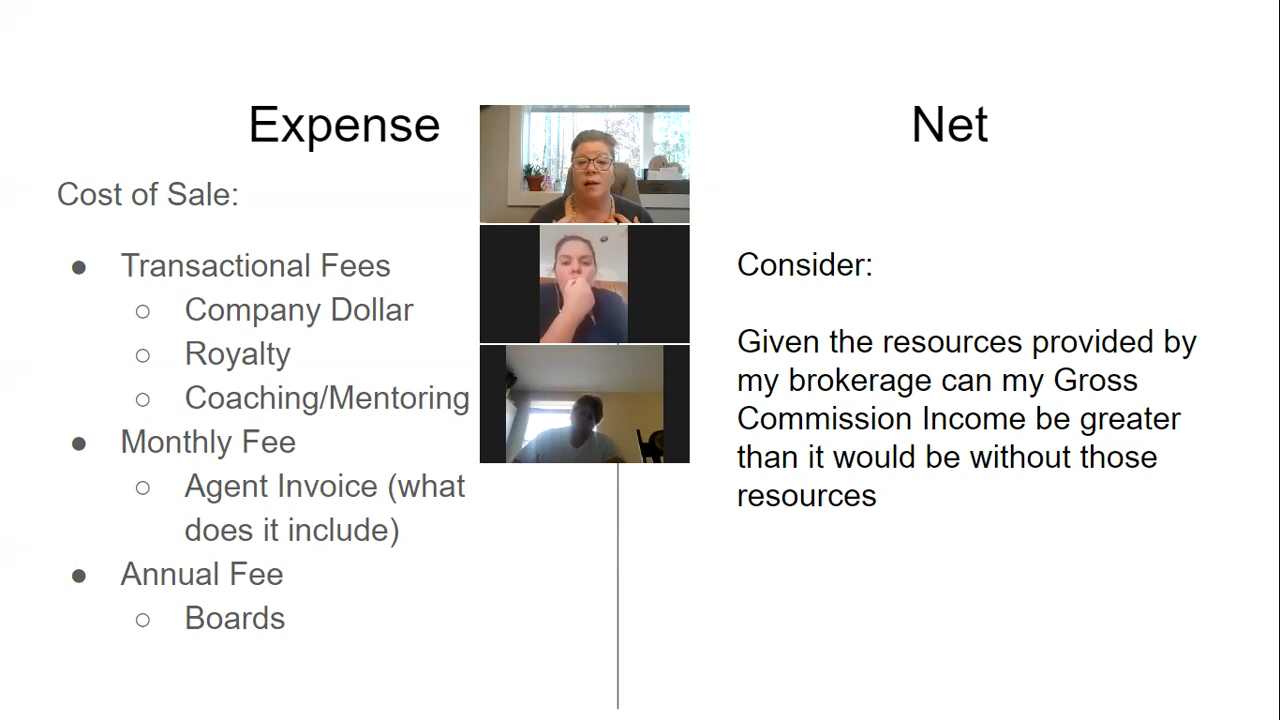 Expense
Cost of Sale:
● Transactional Fees
○ Company Dollar
○ Royalty
○ Coaching/Mentoring
● Monthly Fee
○ Agent Invoice (what
does it include)
● Annual Fee
○ Boards
Net
Consider:
Given the resources provided by
my brokerage can my Gross
Commission Income be greater
than it would be without those
resources